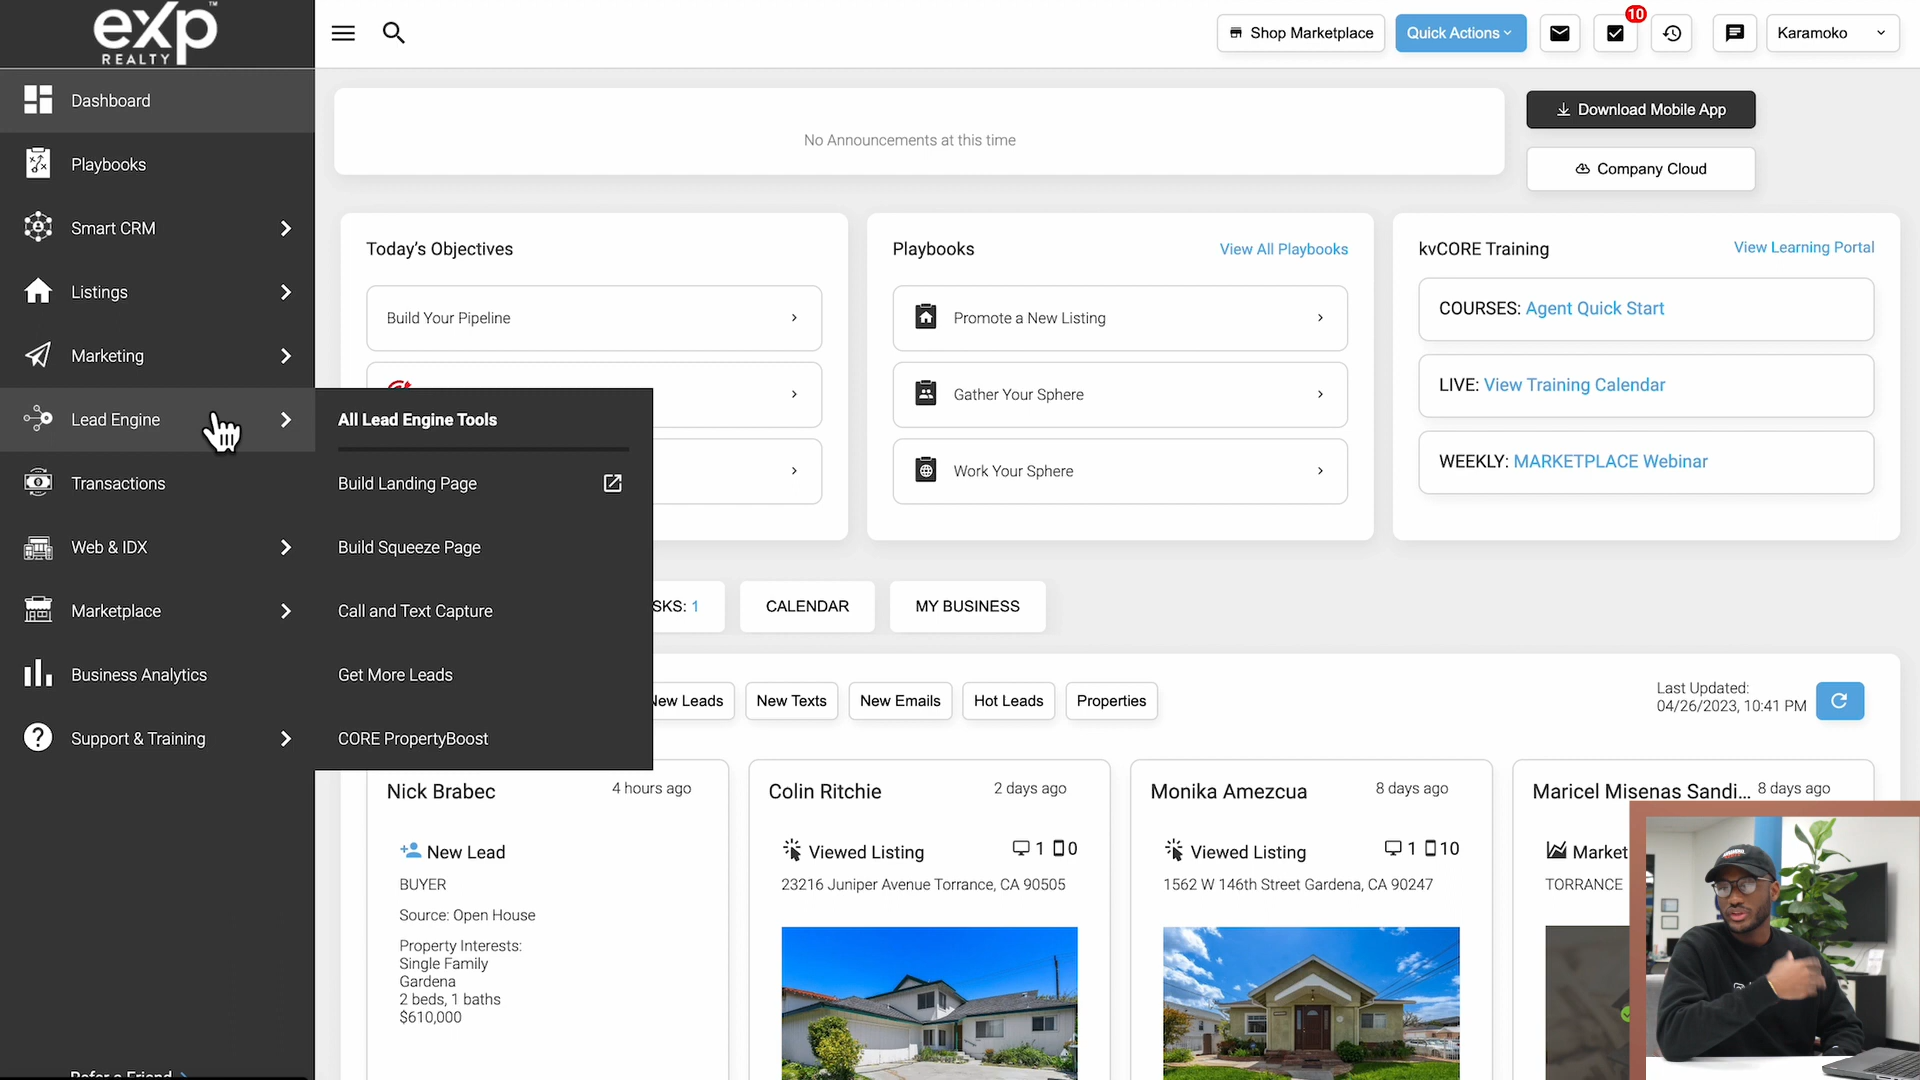 eXp™
REALTY
Shop Marketplace
Quick Actions
10
Karamoko
Dashboard
Playbooks
Smart CRM
Listings
Marketing
Lead Engine
Transactions
Web & IDX
Marketplace
Business Analytics
Support & Training
Refer a Friend
All Lead Engine Tools
Build Landing Page
Build Squeeze Page
Call and Text Capture
Get More Leads
CORE PropertyBoost
No Announcements at this time
Download Mobile App
Company Cloud
Today's Objectives
Build Your Pipeline
Playbooks
View All Playbooks
Promote a New Listing
Gather Your Sphere
Work Your Sphere
kvCORE Training
View Learning Portal
COURSES: Agent Quick Start
LIVE: View Training Calendar
WEEKLY: MARKETPLACE Webinar
SKS: 1
CALENDAR
MY BUSINESS
New Leads
New Texts
New Emails
Hot Leads
Properties
Last Updated:
04/26/2023, 10:41 PM
Nick Brabec
4 hours ago
New Lead
BUYER
Source: Open House
Property Interests:
Single Family
Gardena
2 beds, 1 baths
$610,000
Colin Ritchie
2 days ago
Viewed Listing
1 0
23216 Juniper Avenue Torrance, CA 90505
Monika Amezcua
8 days ago
Viewed Listing
1 10
1562 W 146th Street Gardena, CA 90247
Maricel Misenas Sandi...
8 days ago
Market
TORRANCE